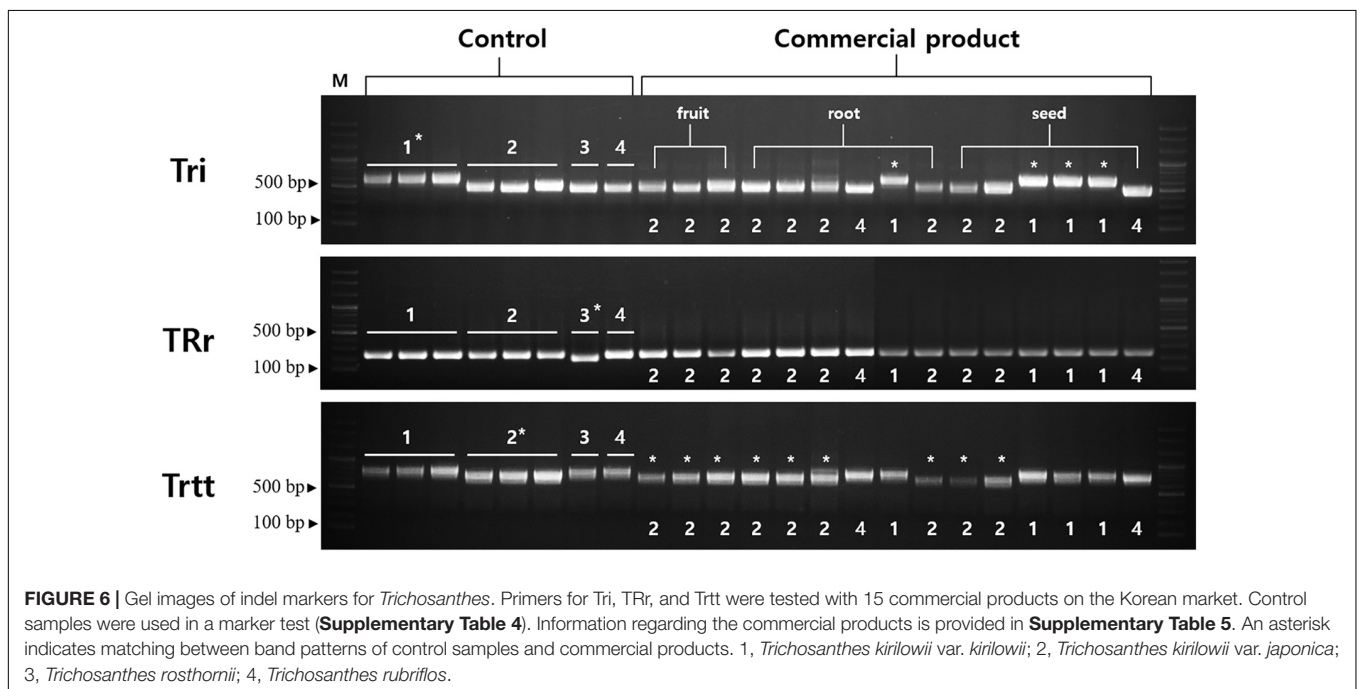 Control Commercial product
M
fruit root seed
1* 2 3 4 * * * *
Tri
500 bp
100 bp
2 2 2 2 2 2 4 1 2 2 2 1 1 1 4
1 2 3* 4
TRr
500 bp
100 bp
2 2 2 2 2 2 4 1 2 2 2 1 1 1 4
1 2* 3 4 * * * * * * * * *
Trtt
500 bp
100 bp
2 2 2 2 2 2 4 1 2 2 2 1 1 1 4
FIGURE 6 | Gel images of indel markers for Trichosanthes. Primers for Tri, TRr, and Trtt were tested with 15 commercial products on the Korean market. Control
samples were used in a marker test (Supplementary Table 4). Information regarding the commercial products is provided in Supplementary Table 5. An asterisk
indicates matching between band patterns of control samples and commercial products. 1, Trichosanthes kirilowii var. kirilowii; 2, Trichosanthes kirilowii var. japonica;
3, Trichosanthes rosthornii; 4, Trichosanthes rubriflos.